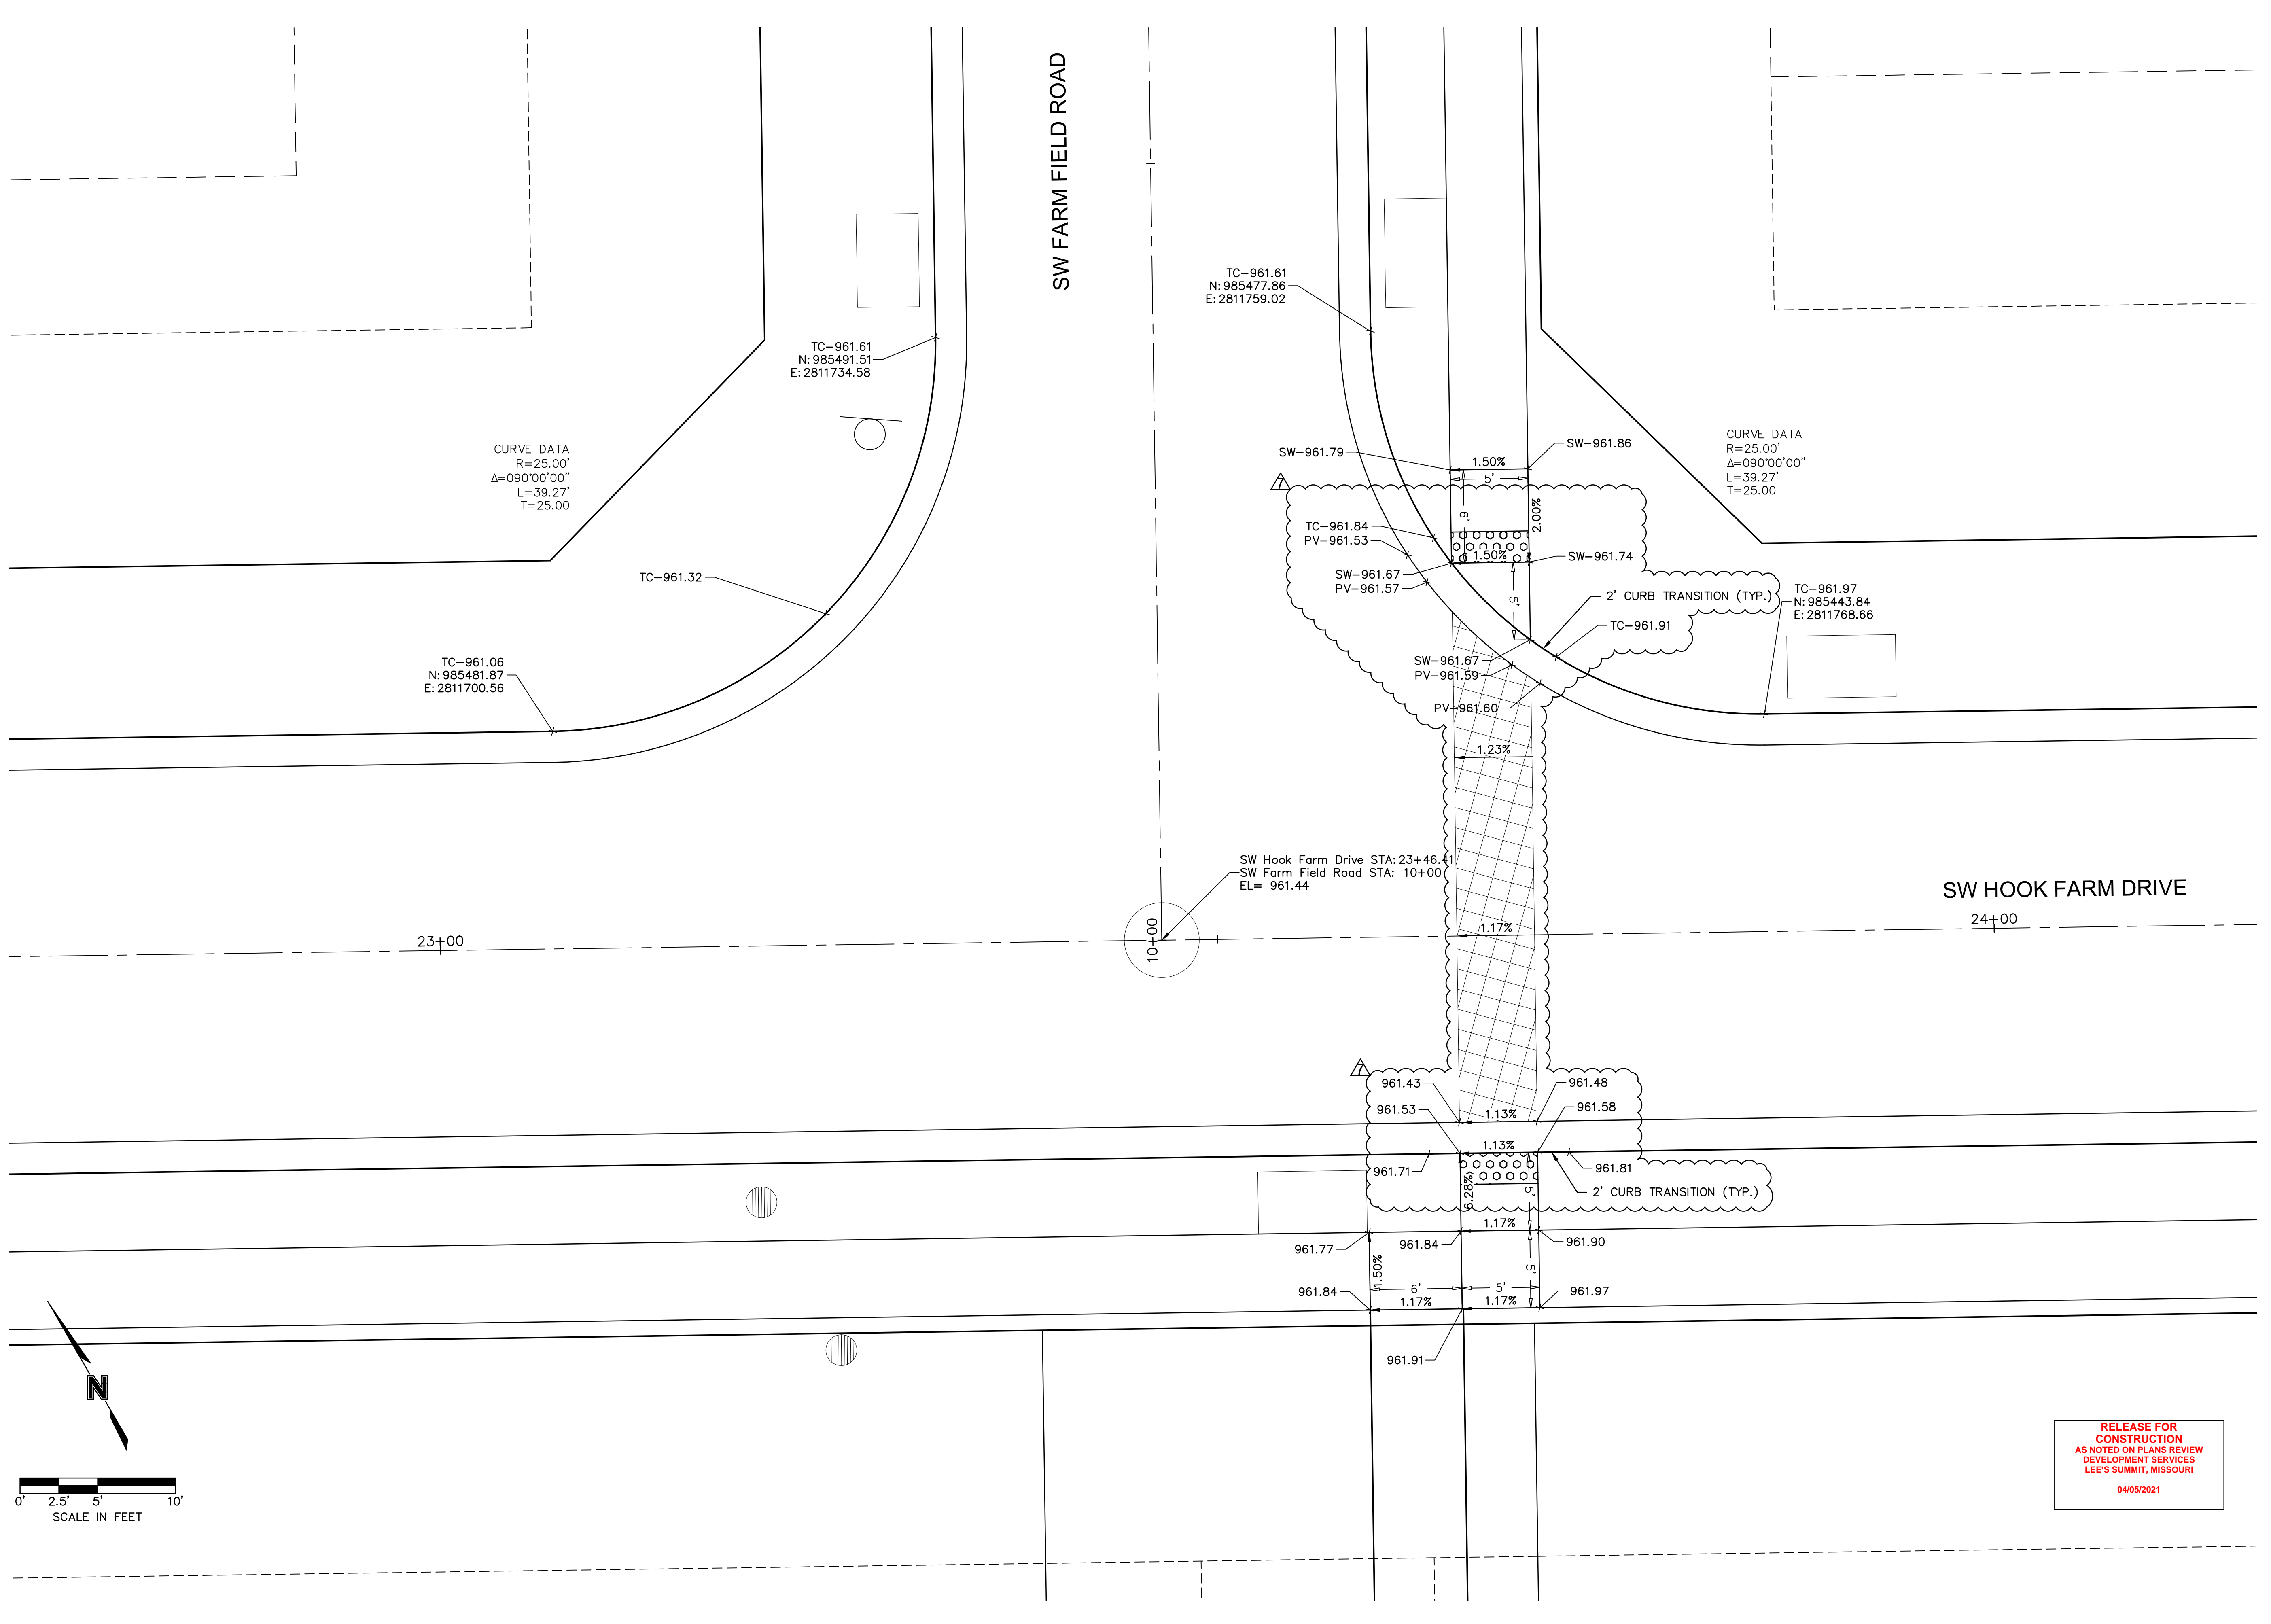 SW FARM FIELD ROAD
TC-961.61
N: 985477.86
E: 2811759.02
TC-961.61
N: 985491.51
E: 2811734.58
CURVE DATA
R=25.00'
Δ=090°00'00"
L=39.27'
T=25.00
CURVE DATA
R=25.00'
Δ=090°00'00"
L=39.27'
T=25.00
SW-961.79
SW-961.86
1.50%
5'
7
6'
2.00%
TC-961.84
PV-961.53
1.50%
SW-961.74
SW-961.67
PV-961.57
5'
2' CURB TRANSITION (TYP.)
TC-961.97
N: 985443.84
E: 2811768.66
TC-961.91
TC-961.32
SW-961.67
PV-961.59
TC-961.06
N: 985481.87
E: 2811700.56
PV-961.60
1.23%
SW Hook Farm Drive STA: 23+46.41
SW Farm Field Road STA: 10+00
EL= 961.44
SW HOOK FARM DRIVE
23+00
10+00
1.17%
24+00
7
961.43
961.48
961.53
1.13%
961.58
1.13%
961.71
961.81
6.28%
5'
2' CURB TRANSITION (TYP.)
1.17%
961.77
961.84
961.90
1.50%
5'
6'
5'
961.84
961.97
1.17%
1.17%
961.91
N
0'
2.5'
5'
10'
SCALE IN FEET
RELEASE FOR
CONSTRUCTION
AS NOTED ON PLANS REVIEW
DEVELOPMENT SERVICES
LEE'S SUMMIT, MISSOURI
04/05/2021